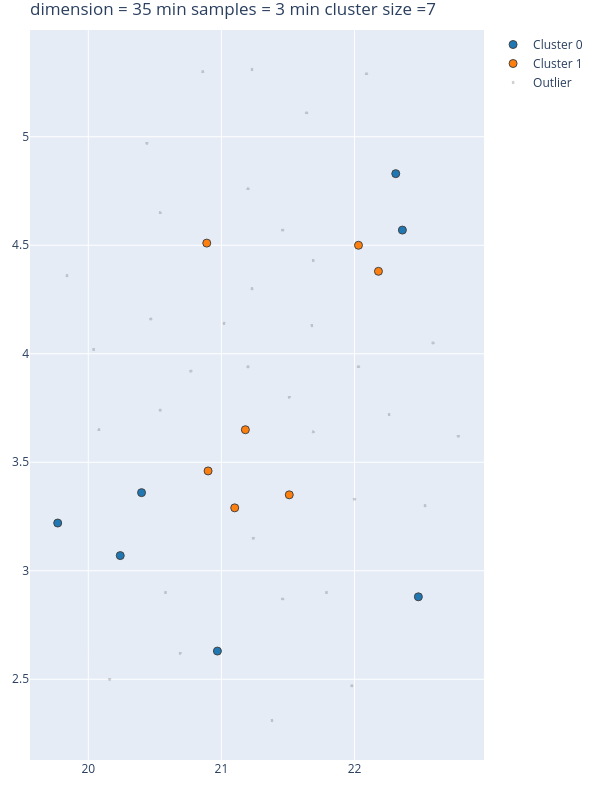 dimension = 35 min samples = 3 min cluster size =7
Cluster 0
Cluster 1
Outlier
5
4.5
4
3.5
3
2.5
20 21 22